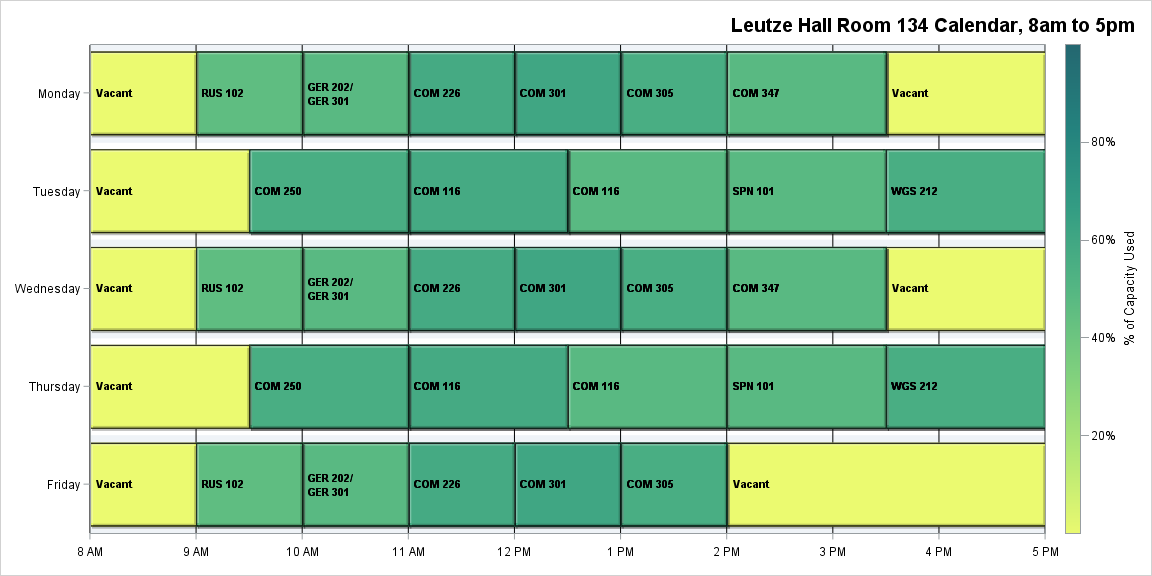 Leutze Hall Room 134 Calendar, 8am to 5pm
Monday
Vacant
RUS 102
GER 202/
GER 301
COM 226
COM 301
COM 305
COM 347
Vacant
Tuesday
Vacant
COM 250
COM 116
COM 116
SPN 101
WGS 212
Wednesday
Vacant
RUS 102
GER 202/
GER 301
COM 226
COM 301
COM 305
COM 347
Vacant
Thursday
Vacant
COM 250
COM 116
COM 116
SPN 101
WGS 212
Friday
Vacant
RUS 102
GER 202/
GER 301
COM 226
COM 301
COM 305
Vacant
8 AM
9 AM
10 AM
11 AM
12 PM
1 PM
2 PM
3 PM
4 PM
5 PM
80%
60%
40%
20%
% of Capacity Used